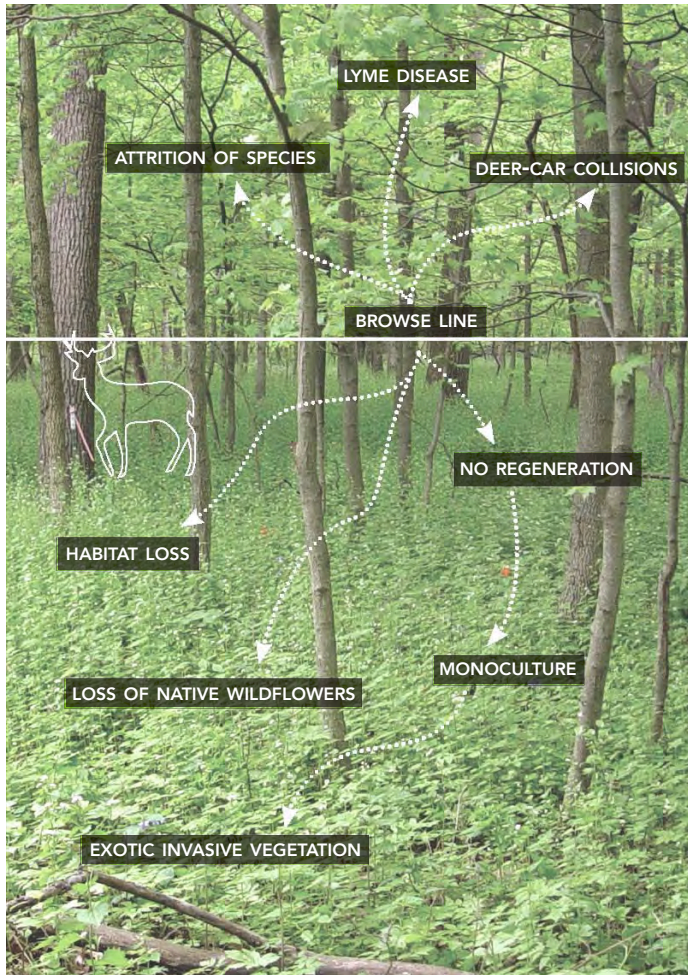 LYME DISEASE
ATTRITION OF SPECIES
DEER-CAR COLLISIONS
BROWSE LINE
NO REGENERATION
HABITAT LOSS
MONOCULTURE
LOSS OF NATIVE WILDFLOWERS
EXOTIC INVASIVE VEGETATION